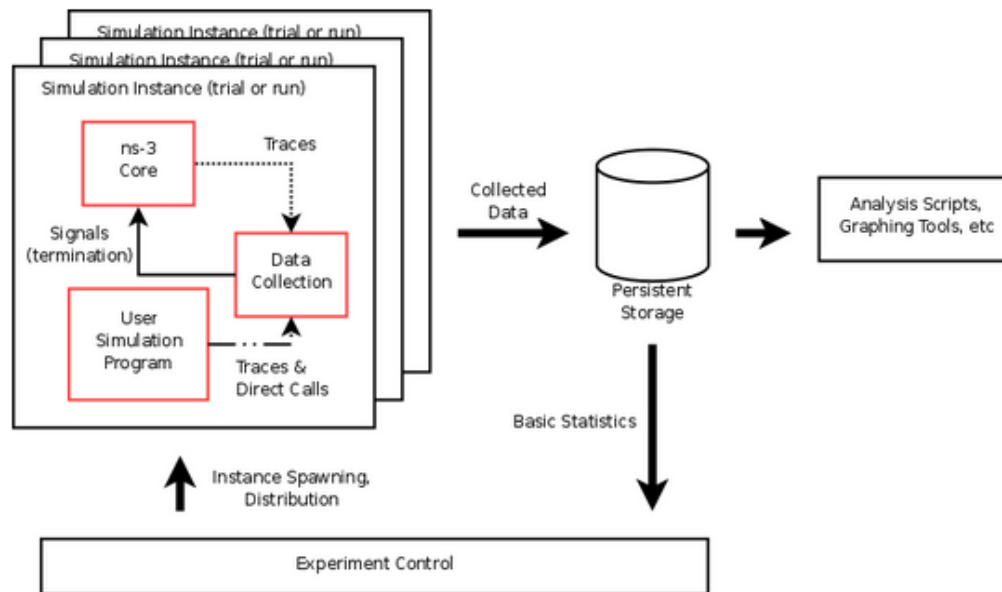 Simulation Instance (trial or run)
Simulation Instance (trial or run)
Simulation Instance (trial or run)
ns-3
Core
Traces
Signals
(termination)
Data
Collection
User
Simulation
Program
Traces &
Direct Calls
Collected
Data
Persistent
Storage
Analysis Scripts,
Graphing Tools, etc
Basic Statistics
Instance Spawning,
Distribution
Experiment Control